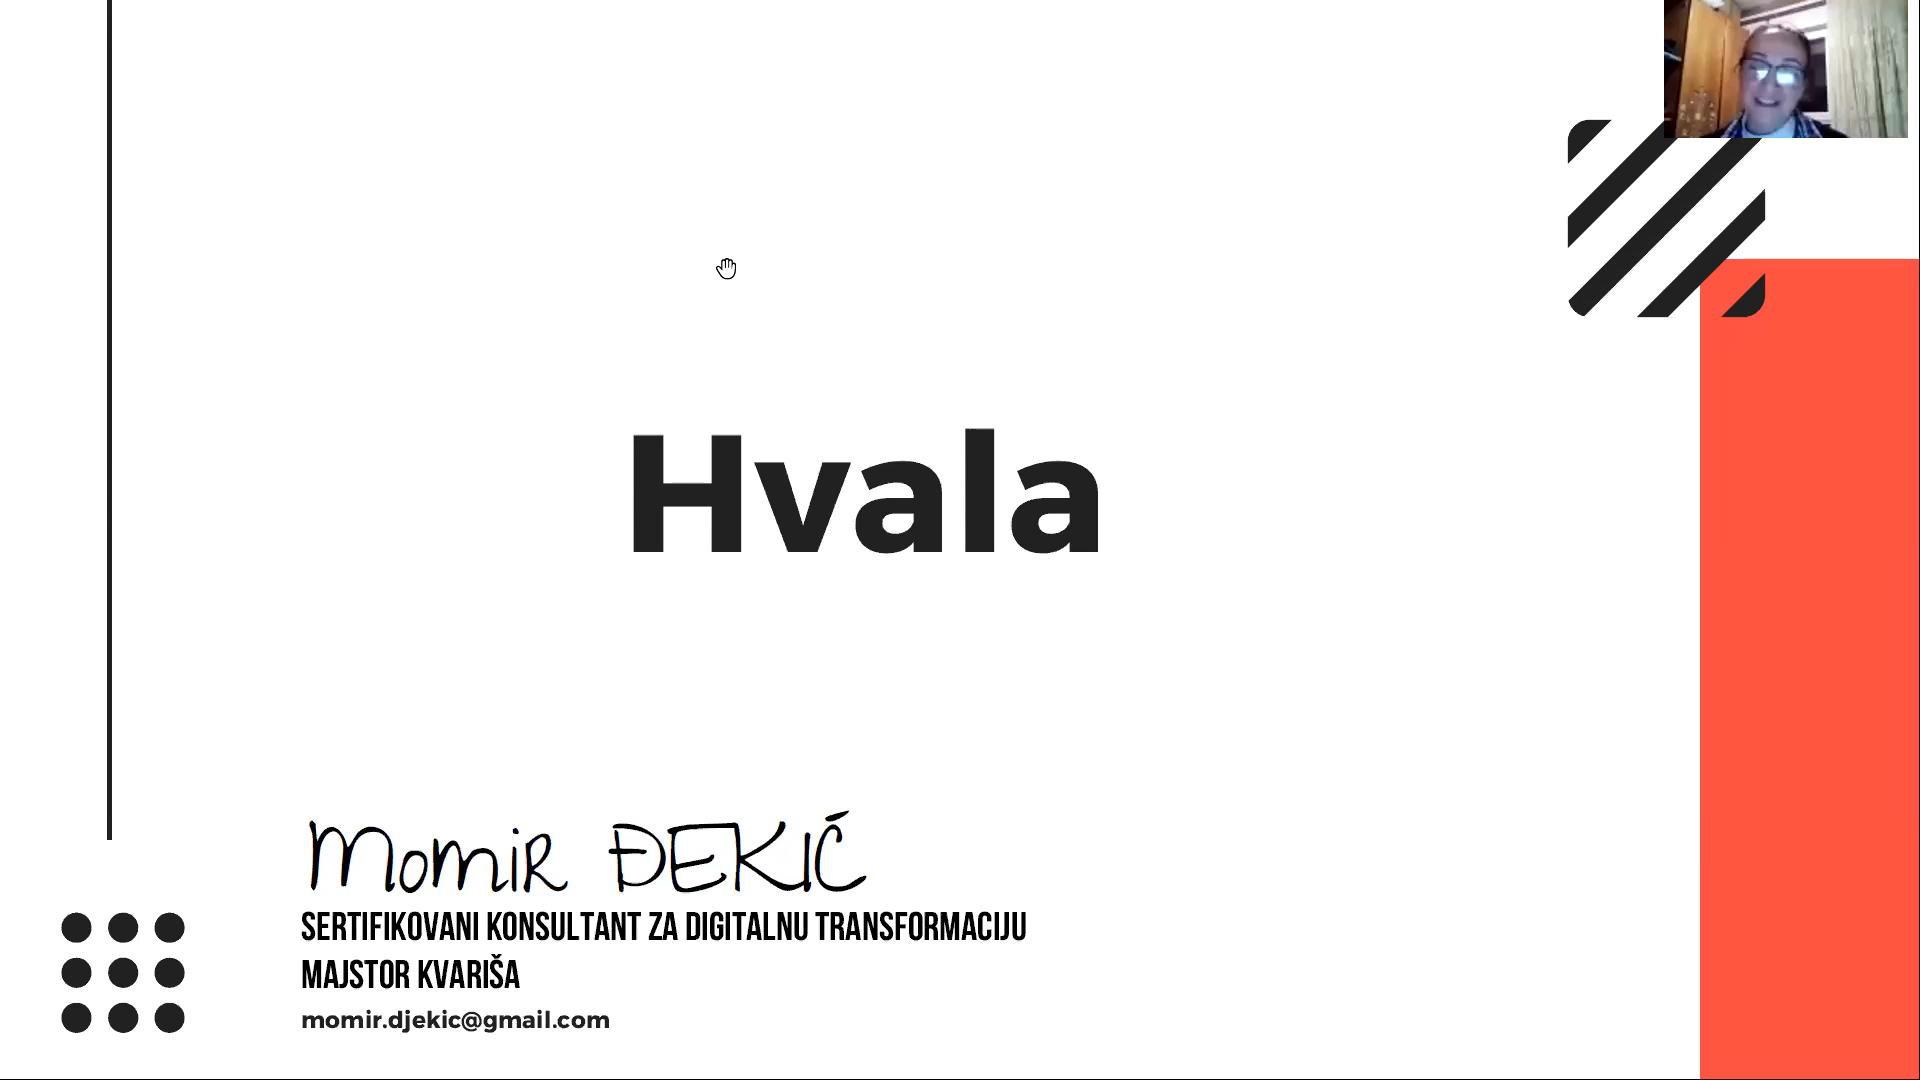 Hvala
Momir ĐEKIĆ
SERTIFIKOVANI KONSULTANT ZA DIGITALNU TRANSFORMACIJU
MAJSTOR KVARIŠA
momir.djekic@gmail.com